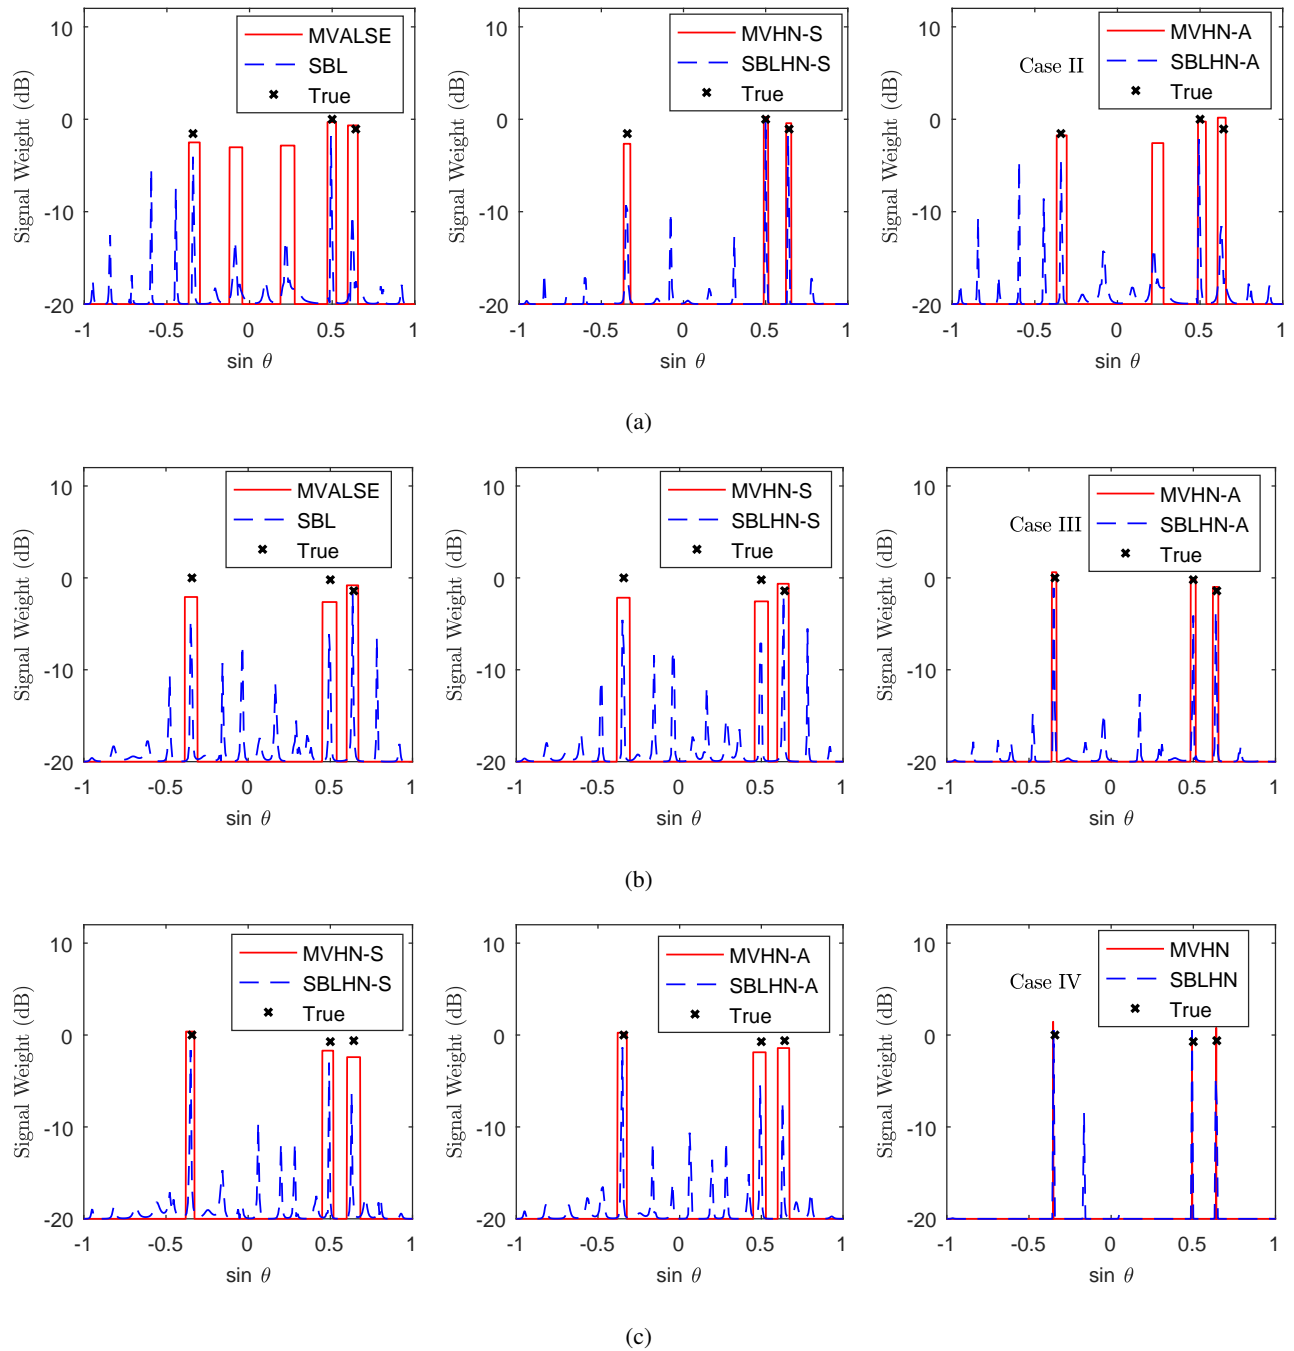 10
0
-10
-20
-1
-0.5
0
0.5
1
Signal Weight (dB)
sin θ
MVALSE
SBL
True
10
0
-10
-20
-1
-0.5
0
0.5
1
Signal Weight (dB)
sin θ
MVHN-S
SBLHN-S
True
10
0
-10
-20
-1
-0.5
0
0.5
1
Signal Weight (dB)
sin θ
Case II
MVHN-A
SBLHN-A
True
(a)
10
0
-10
-20
-1
-0.5
0
0.5
1
Signal Weight (dB)
sin θ
MVALSE
SBL
True
10
0
-10
-20
-1
-0.5
0
0.5
1
Signal Weight (dB)
sin θ
MVHN-S
SBLHN-S
True
10
0
-10
-20
-1
-0.5
0
0.5
1
Signal Weight (dB)
sin θ
Case III
MVHN-A
SBLHN-A
True
(b)
10
0
-10
-20
-1
-0.5
0
0.5
1
Signal Weight (dB)
sin θ
MVHN-S
SBLHN-S
True
10
0
-10
-20
-1
-0.5
0
0.5
1
Signal Weight (dB)
sin θ
MVHN-A
SBLHN-A
True
10
0
-10
-20
-1
-0.5
0
0.5
1
Signal Weight (dB)
sin θ
Case IV
MVHN
SBLHN
True
(c)